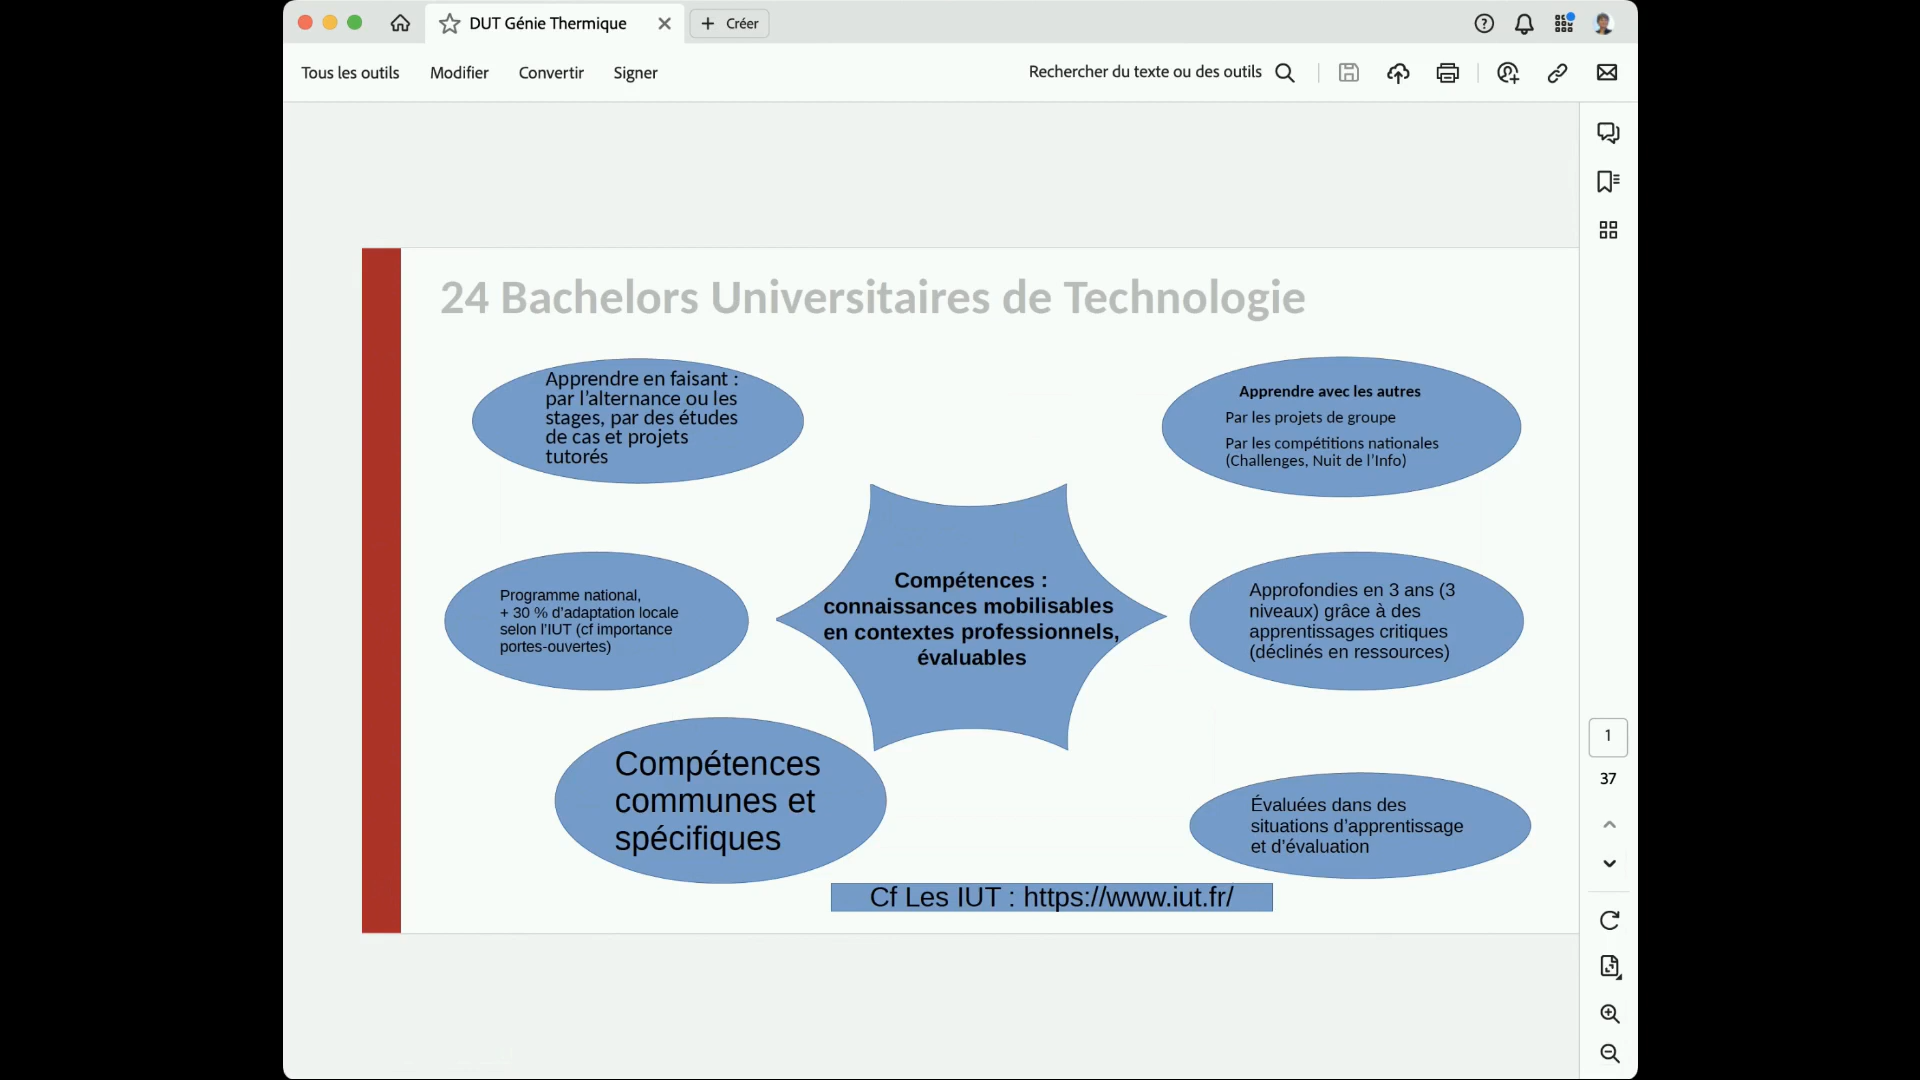 DUT Génie Thermique
Créer
Tous les outils
Modifier
Convertir
Signer
Rechercher du texte ou des outils
24 Bachelors Universitaires de Technologie
Apprendre en faisant :
par l’alternance ou les
stages, par des études
de cas et projets
tutorés
Apprendre avec les autres
Par les projets de groupe
Par les compétitions nationales
(Challenges, Nuit de l’Info)
Programme national,
+ 30 % d’adaptation locale
selon l’IUT (cf importance
portes-ouvertes)
Compétences :
connaissances mobilisables
en contextes professionnels,
évaluables
Approfondies en 3 ans (3
niveaux) grâce à des
apprentissages critiques
(déclinés en ressources)
Compétences
communes et
spécifiques
Évaluées dans des
situations d’apprentissage
et d’évaluation
Cf Les IUT : https://www.iut.fr/
1
37